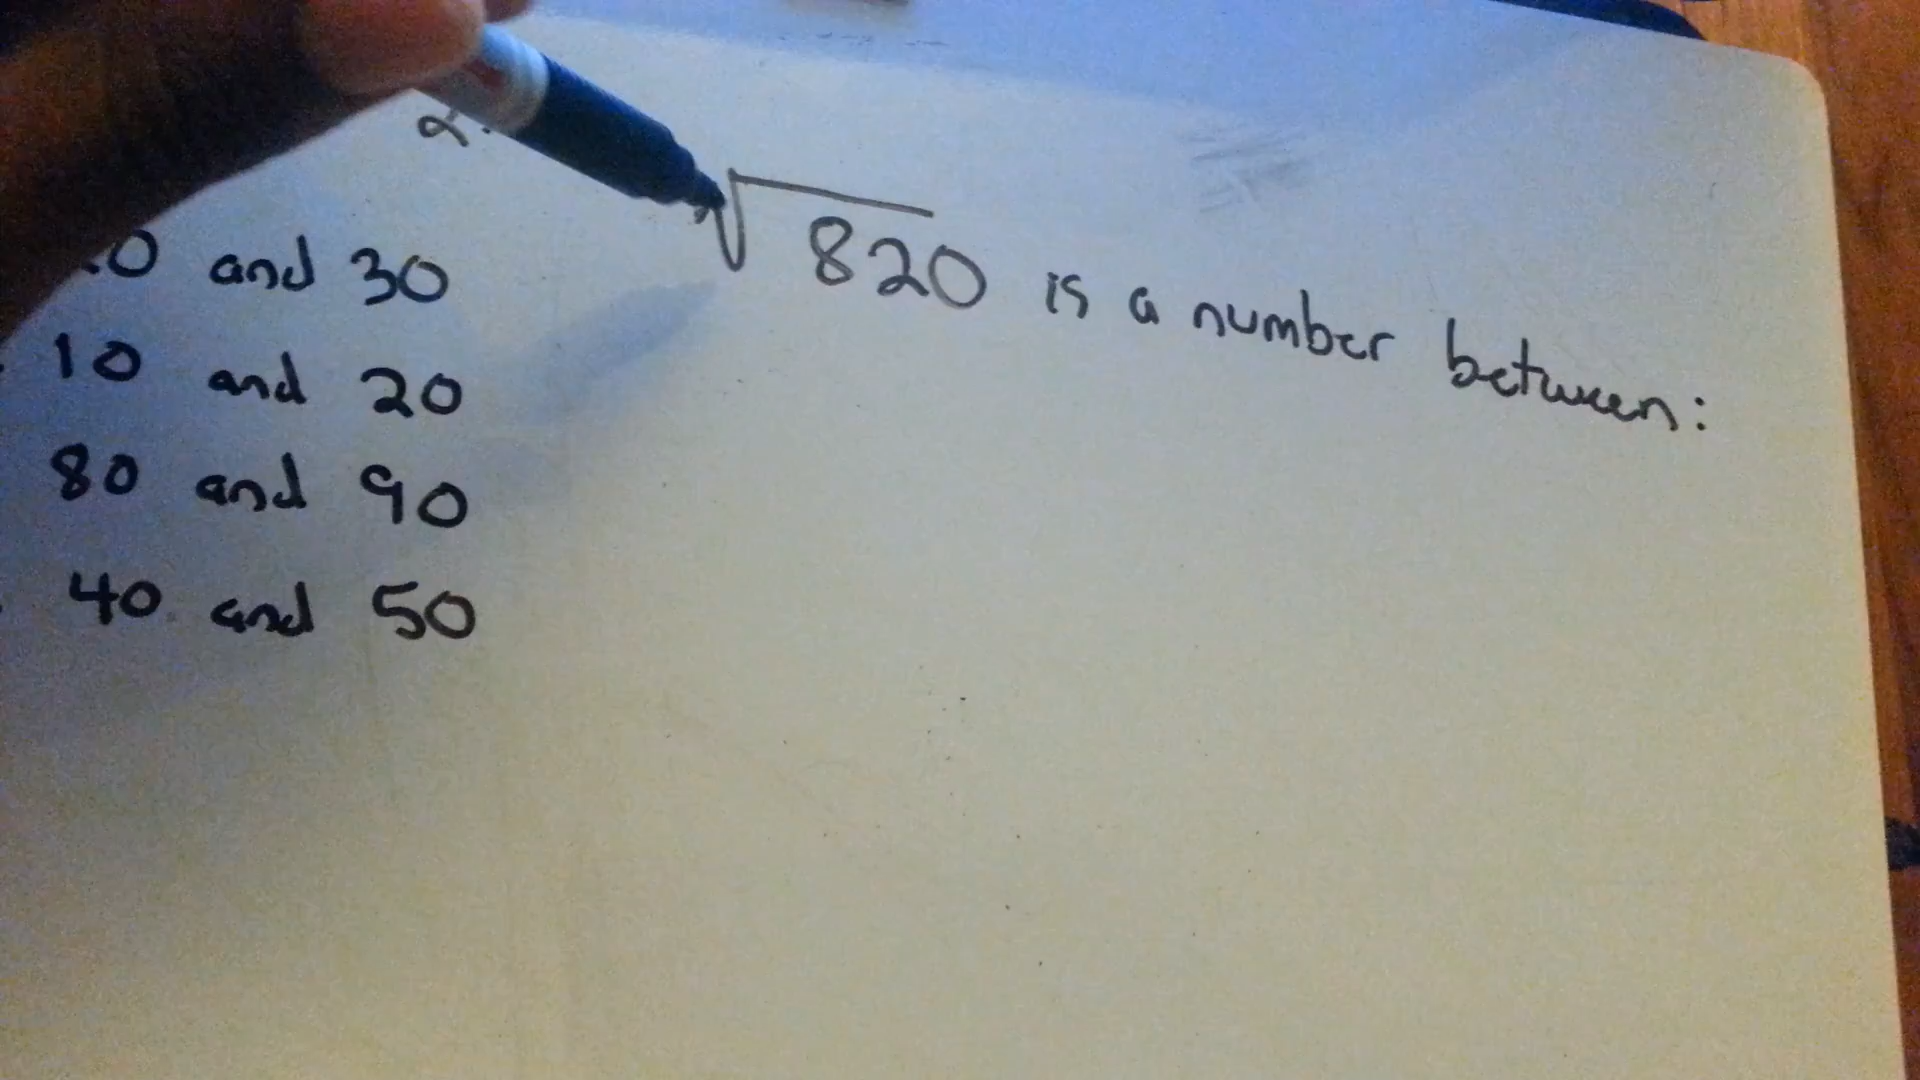 √820 is a number between:
and 30
10 and 20
80 and 90
40 and 50